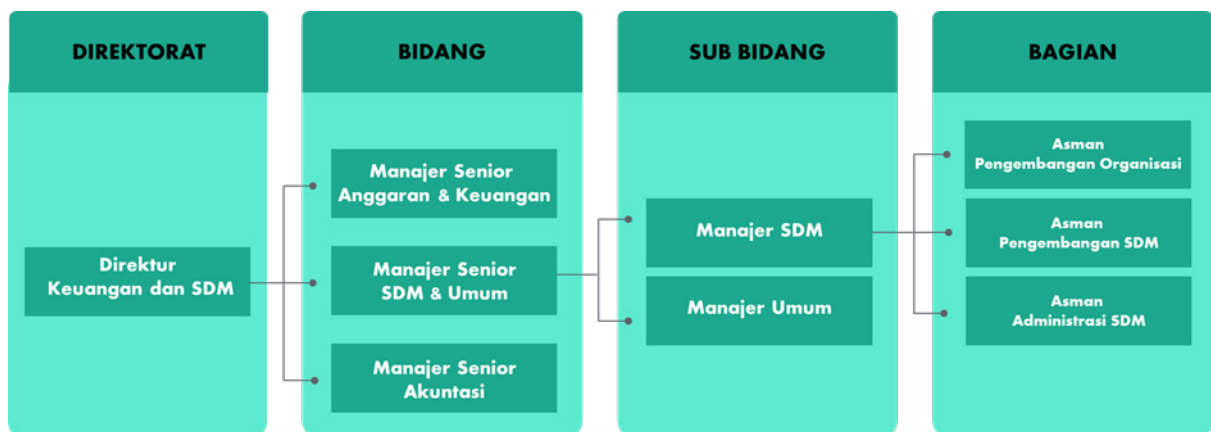 DIREKTORAT
BIDANG
SUB BIDANG
BAGIAN
Direktur
Keuangan dan SDM
Manajer Senior
Anggaran & Keuangan
Manajer Senior
SDM & Umum
Manajer Senior
Akuntasi
Manajer SDM
Manajer Umum
Asman
Pengembangan Organisasi
Asman
Pengembangan SDM
Asman
Administrasi SDM